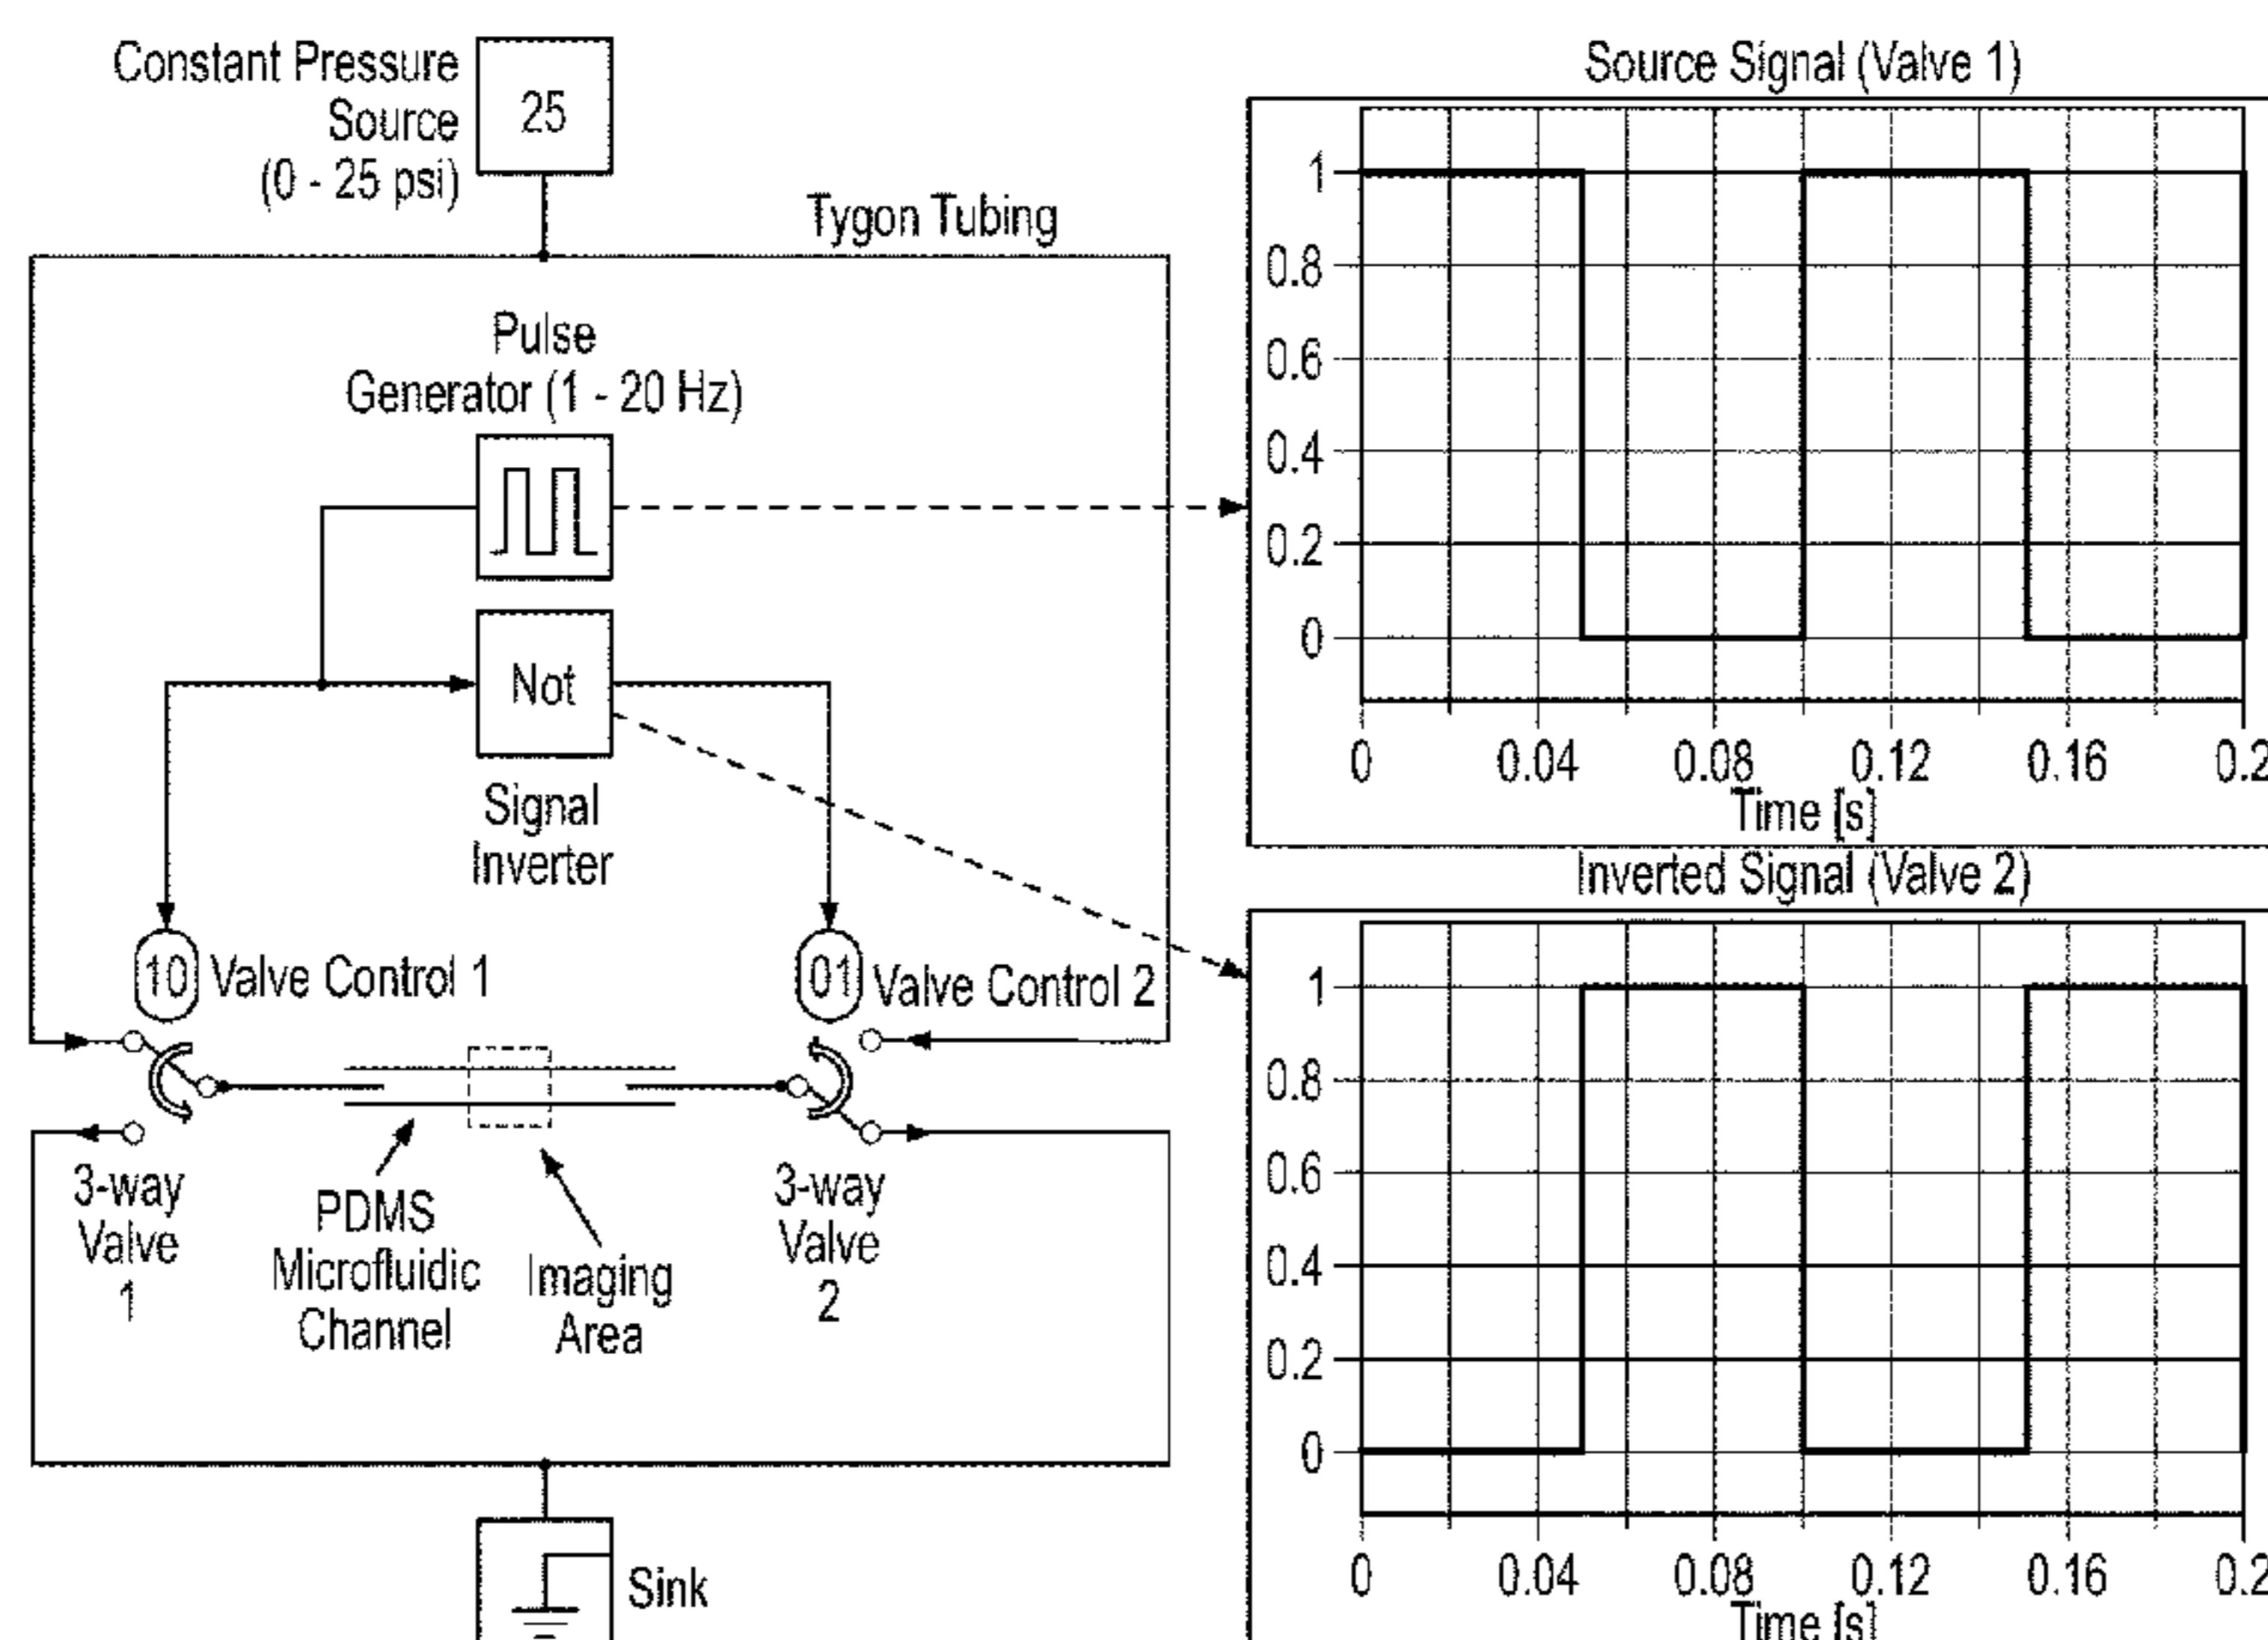 Constant Pressure
Source
(0 - 25 psi)
25
Tygon Tubing
Pulse
Generator (1 - 20 Hz)
Not
Signal
Inverter
10
Valve Control 1
01
Valve Control 2
3-way
Valve
1
PDMS
Microfluidic
Channel
Imaging
Area
3-way
Valve
2
Sink
Source Signal (Valve 1)
1
0.8
0.6
0.4
0.2
0
0 0.04 0.08 0.12 0.16 0.2
Time [s]
Inverted Signal (Valve 2)
1
0.8
0.6
0.4
0.2
0
0 0.04 0.08 0.12 0.16 0.2
Time [s]